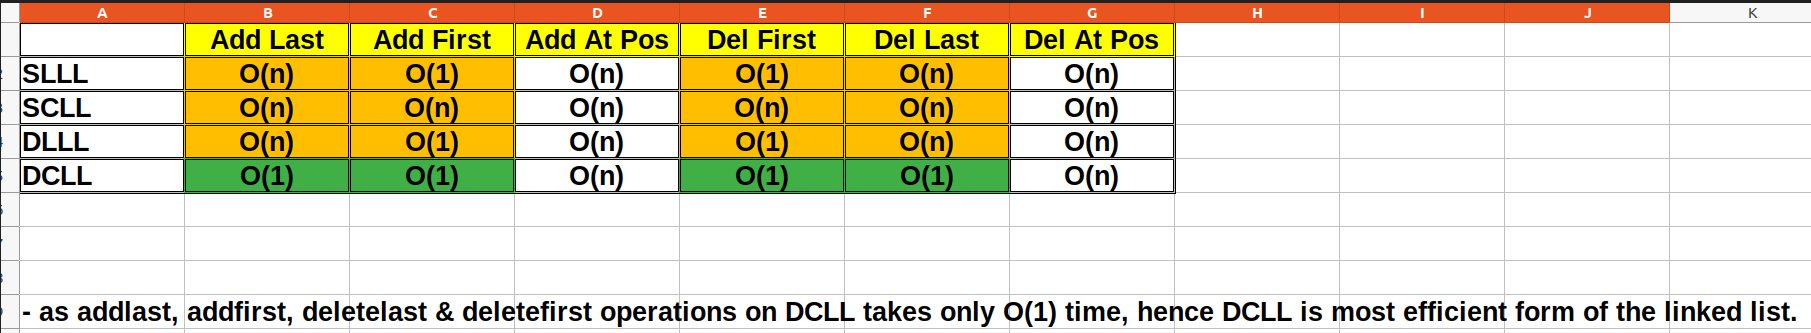 A B C D E F G H I J K
Add Last Add First Add At Pos Del First Del Last Del At Pos
SLLL O(n) O(1) O(n) O(1) O(n) O(n)
SCLL O(n) O(n) O(n) O(n) O(n) O(n)
DLLL O(n) O(1) O(n) O(1) O(n) O(n)
DCLL O(1) O(1) O(n) O(1) O(1) O(n)
- as addlast, addfirst, deletelast & deletefirst operations on DCLL takes only O(1) time, hence DCLL is most efficient form of the linked list.